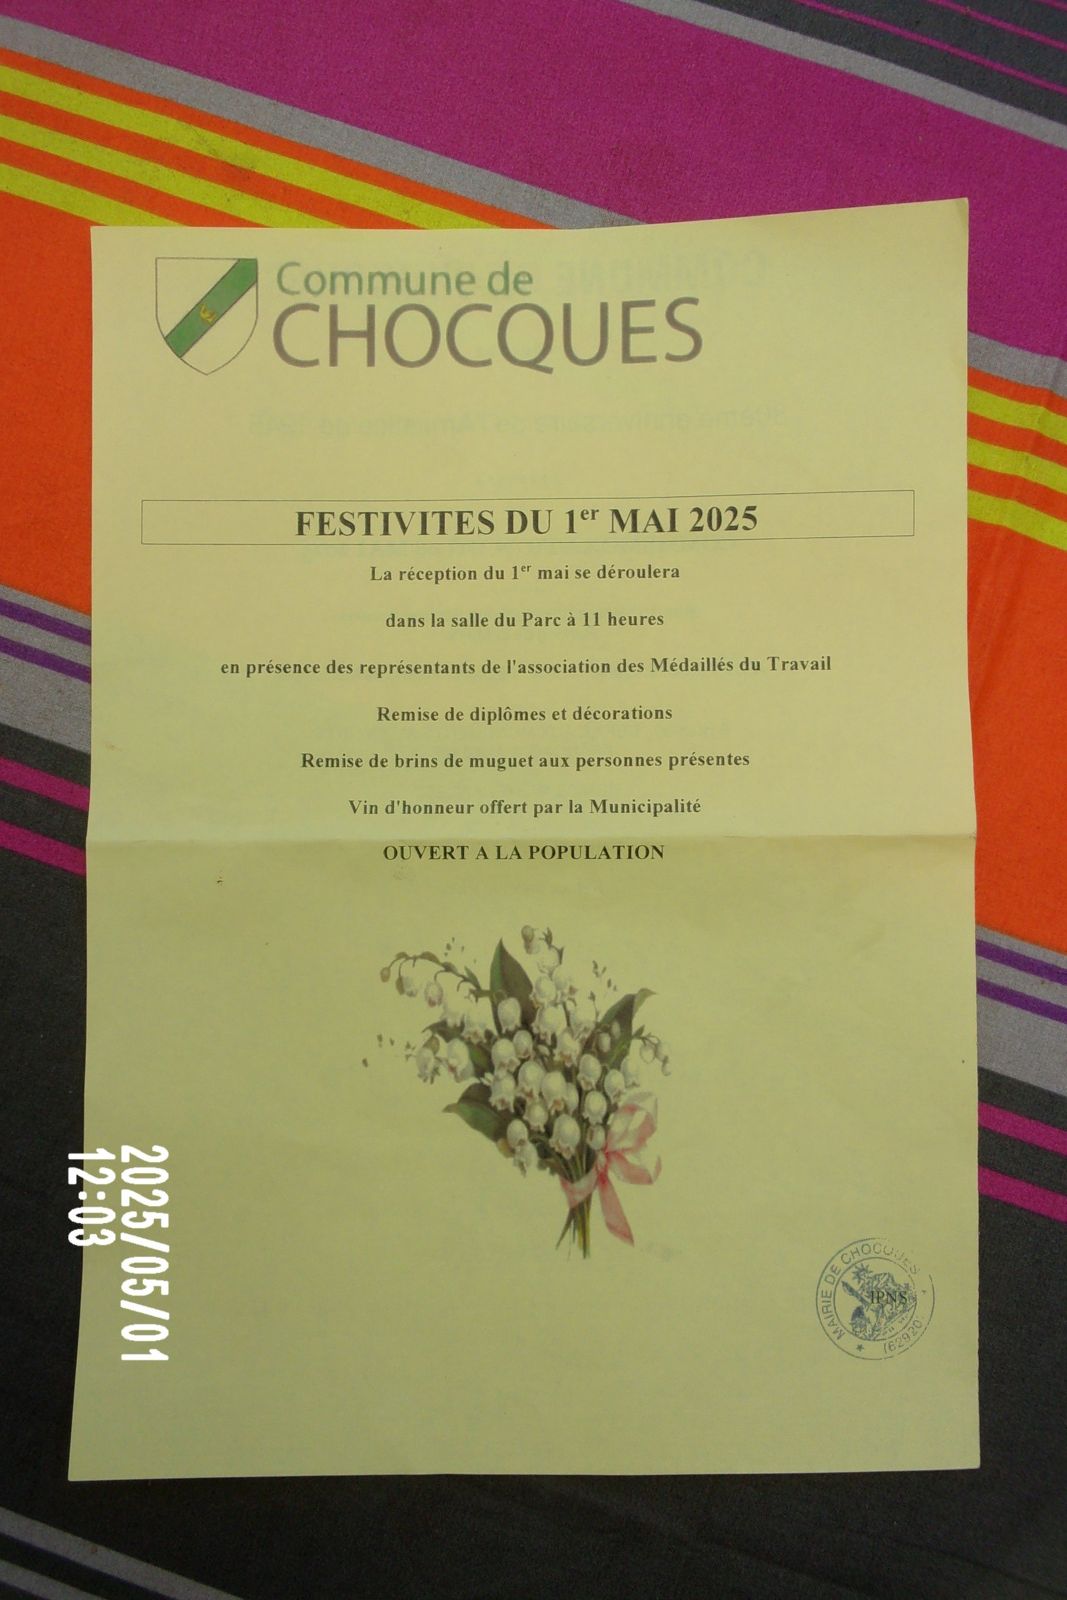 Commune de
CHOCQUES
FESTIVITES DU 1er MAI 2025
La réception du 1er mai se déroulera
dans la salle du Parc à 11 heures
en présence des représentants de l'association des Médaillés du Travail
Remise de diplômes et décorations
Remise de brins de muguet aux personnes présentes
Vin d'honneur offert par la Municipalité
OUVERT A LA POPULATION
MAIRIE DE CHOCQUES
IPNS
(62920)
2025/05/01
12:03